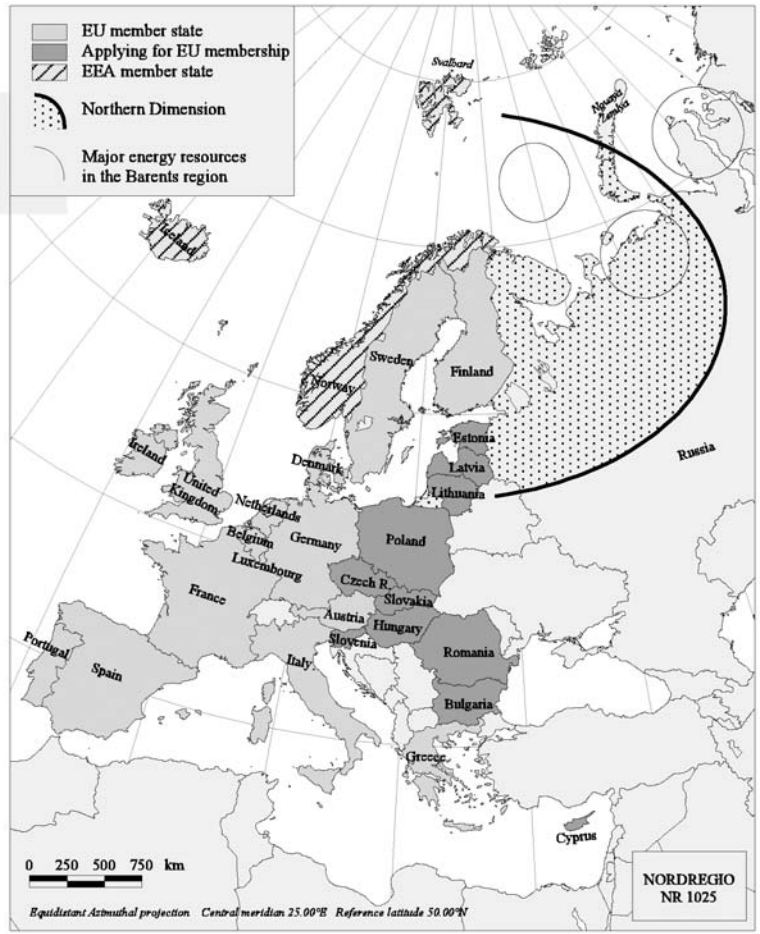 EU member state
Applying for EU membership
EEA member state
Northern Dimension
Major energy resources
in the Barents region
Svalbard
Novaya
Zemlya
Iceland
Norway
Sweden
Finland
Russia
Estonia
Latvia
Lithuania
Denmark
Ireland
United
Kingdom
Netherlands
Belgium
Germany
Luxembourg
Poland
Czech R.
Slovakia
France
Austria
Hungary
Slovenia
Romania
Portugal
Spain
Italy
Bulgaria
Greece
Cyprus
0 250 500 750 km
NORDREGIO
NR 1025
Equidistant Azimuthal projection Central meridian 25.00°E Reference latitude 50.00°N